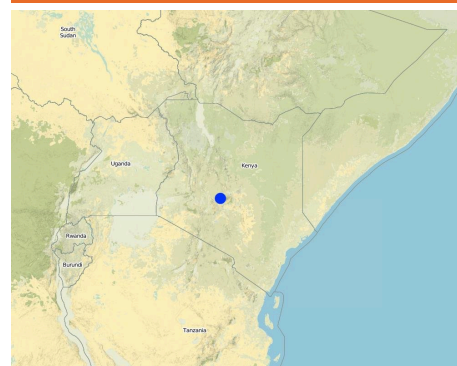 South
Sudan
Uganda
Kenya
Rwanda
Burundi
Tanzania